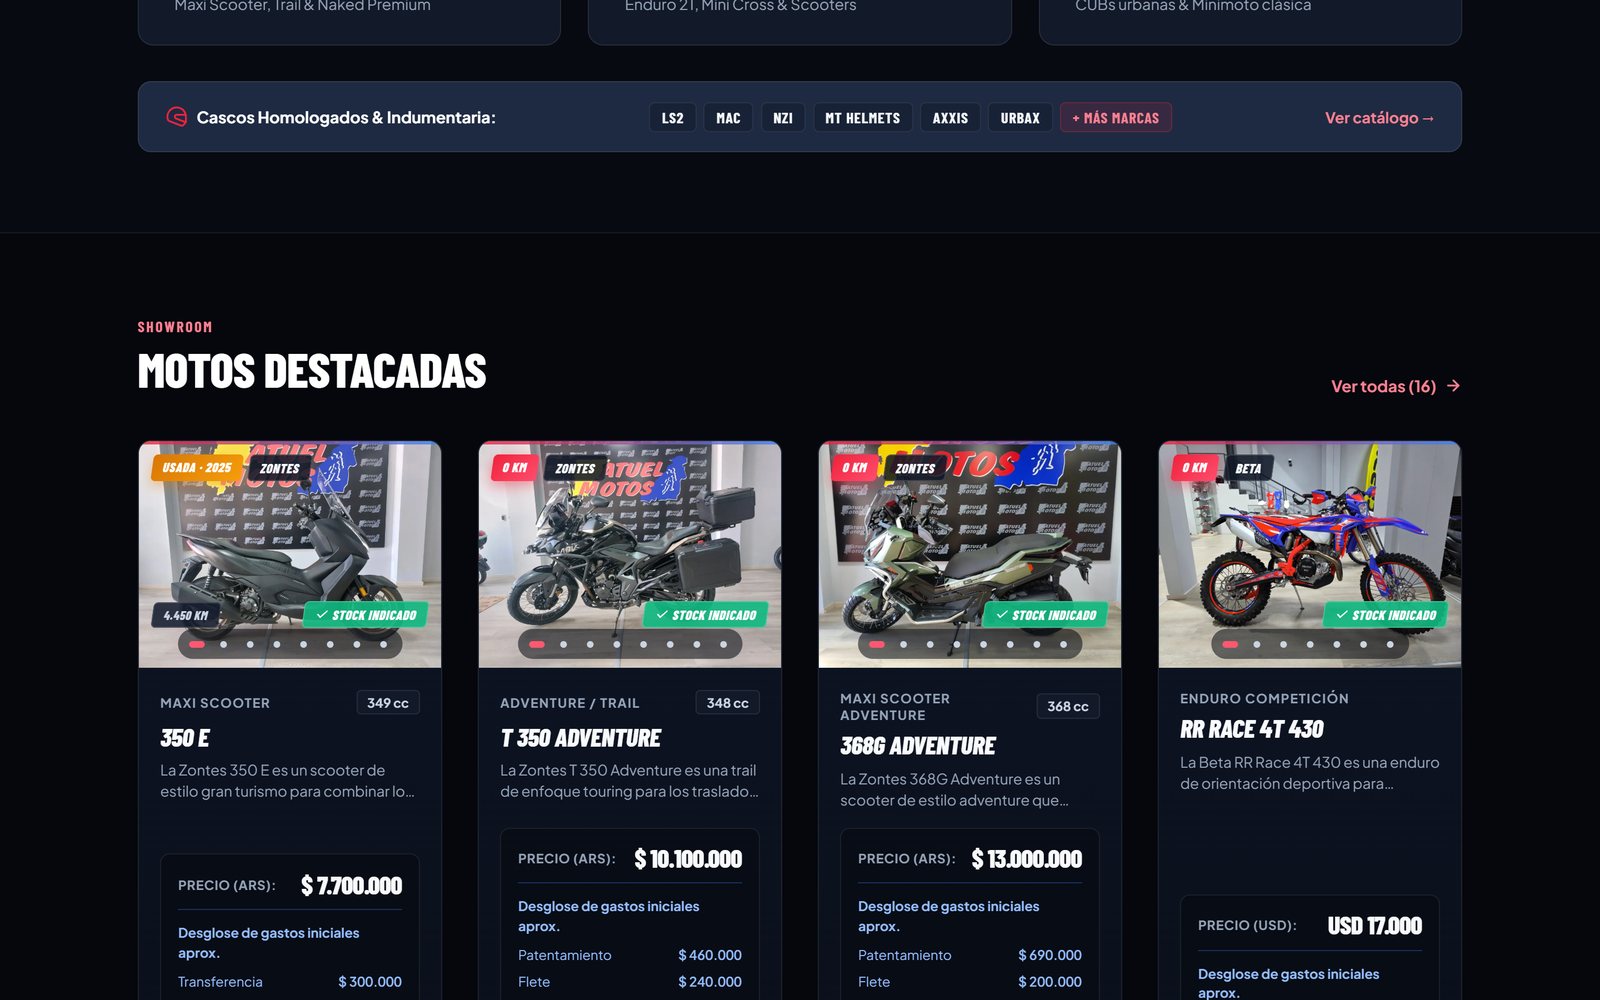 Maxi Scooter, Trail & Naked Premium
Enduro 2T, Mini Cross & Scooters
CUBs urbanas & Minimoto clásica
Cascos Homologados & Indumentaria:
LS2
MAC
NZI
MT HELMETS
AXXIS
URBAX
+ MÁS MARCAS
Ver catálogo →
SHOWROOM
MOTOS DESTACADAS
Ver todas (16) →
USADA · 2025
ZONTES
4.450 KM
✓ STOCK INDICADO
MAXI SCOOTER
349 cc
350 E
La Zontes 350 E es un scooter de
estilo gran turismo para combinar lo...
PRECIO (ARS):
$ 7.700.000
Desglose de gastos iniciales
aprox.
Transferencia
$ 300.000
0 KM
ZONTES
ATUEL
MOTOS
✓ STOCK INDICADO
ADVENTURE / TRAIL
348 cc
T 350 ADVENTURE
La Zontes T 350 Adventure es una trail
de enfoque touring para los traslado...
PRECIO (ARS):
$ 10.100.000
Desglose de gastos iniciales
aprox.
Patentamiento
$ 460.000
Flete
$ 240.000
0 KM
ZONTES
MOTOS
✓ STOCK INDICADO
MAXI SCOOTER
ADVENTURE
368 cc
368G ADVENTURE
La Zontes 368G Adventure es un
scooter de estilo adventure que...
PRECIO (ARS):
$ 13.000.000
Desglose de gastos iniciales
aprox.
Patentamiento
$ 690.000
Flete
$ 200.000
0 KM
BETA
✓ STOCK INDICADO
ENDURO COMPETICIÓN
RR RACE 4T 430
La Beta RR Race 4T 430 es una enduro
de orientación deportiva para...
PRECIO (USD):
USD 17.000
Desglose de gastos iniciales
aprox.